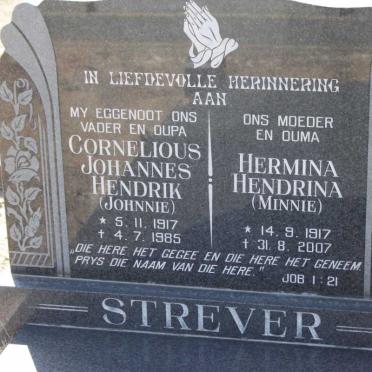 IN LIEFDEVOLLE HERINNERING
AAN
MY EGGENOOT ONS
VADER EN OUPA
CORNELIOUS
JOHANNES
HENDRIK
(JOHNNIE)
* 5.11.1917
+ 4.7.1985
ONS MOEDER
EN OUMA
HERMINA
HENDRINA
(MINNIE)
* 14.9.1917
+ 31.8.2007
„DIE HERE HET GEGEE EN DIE HERE HET GENEEM.
PRYS DIE NAAM VAN DIE HERE."
JOB 1:21
STREVER